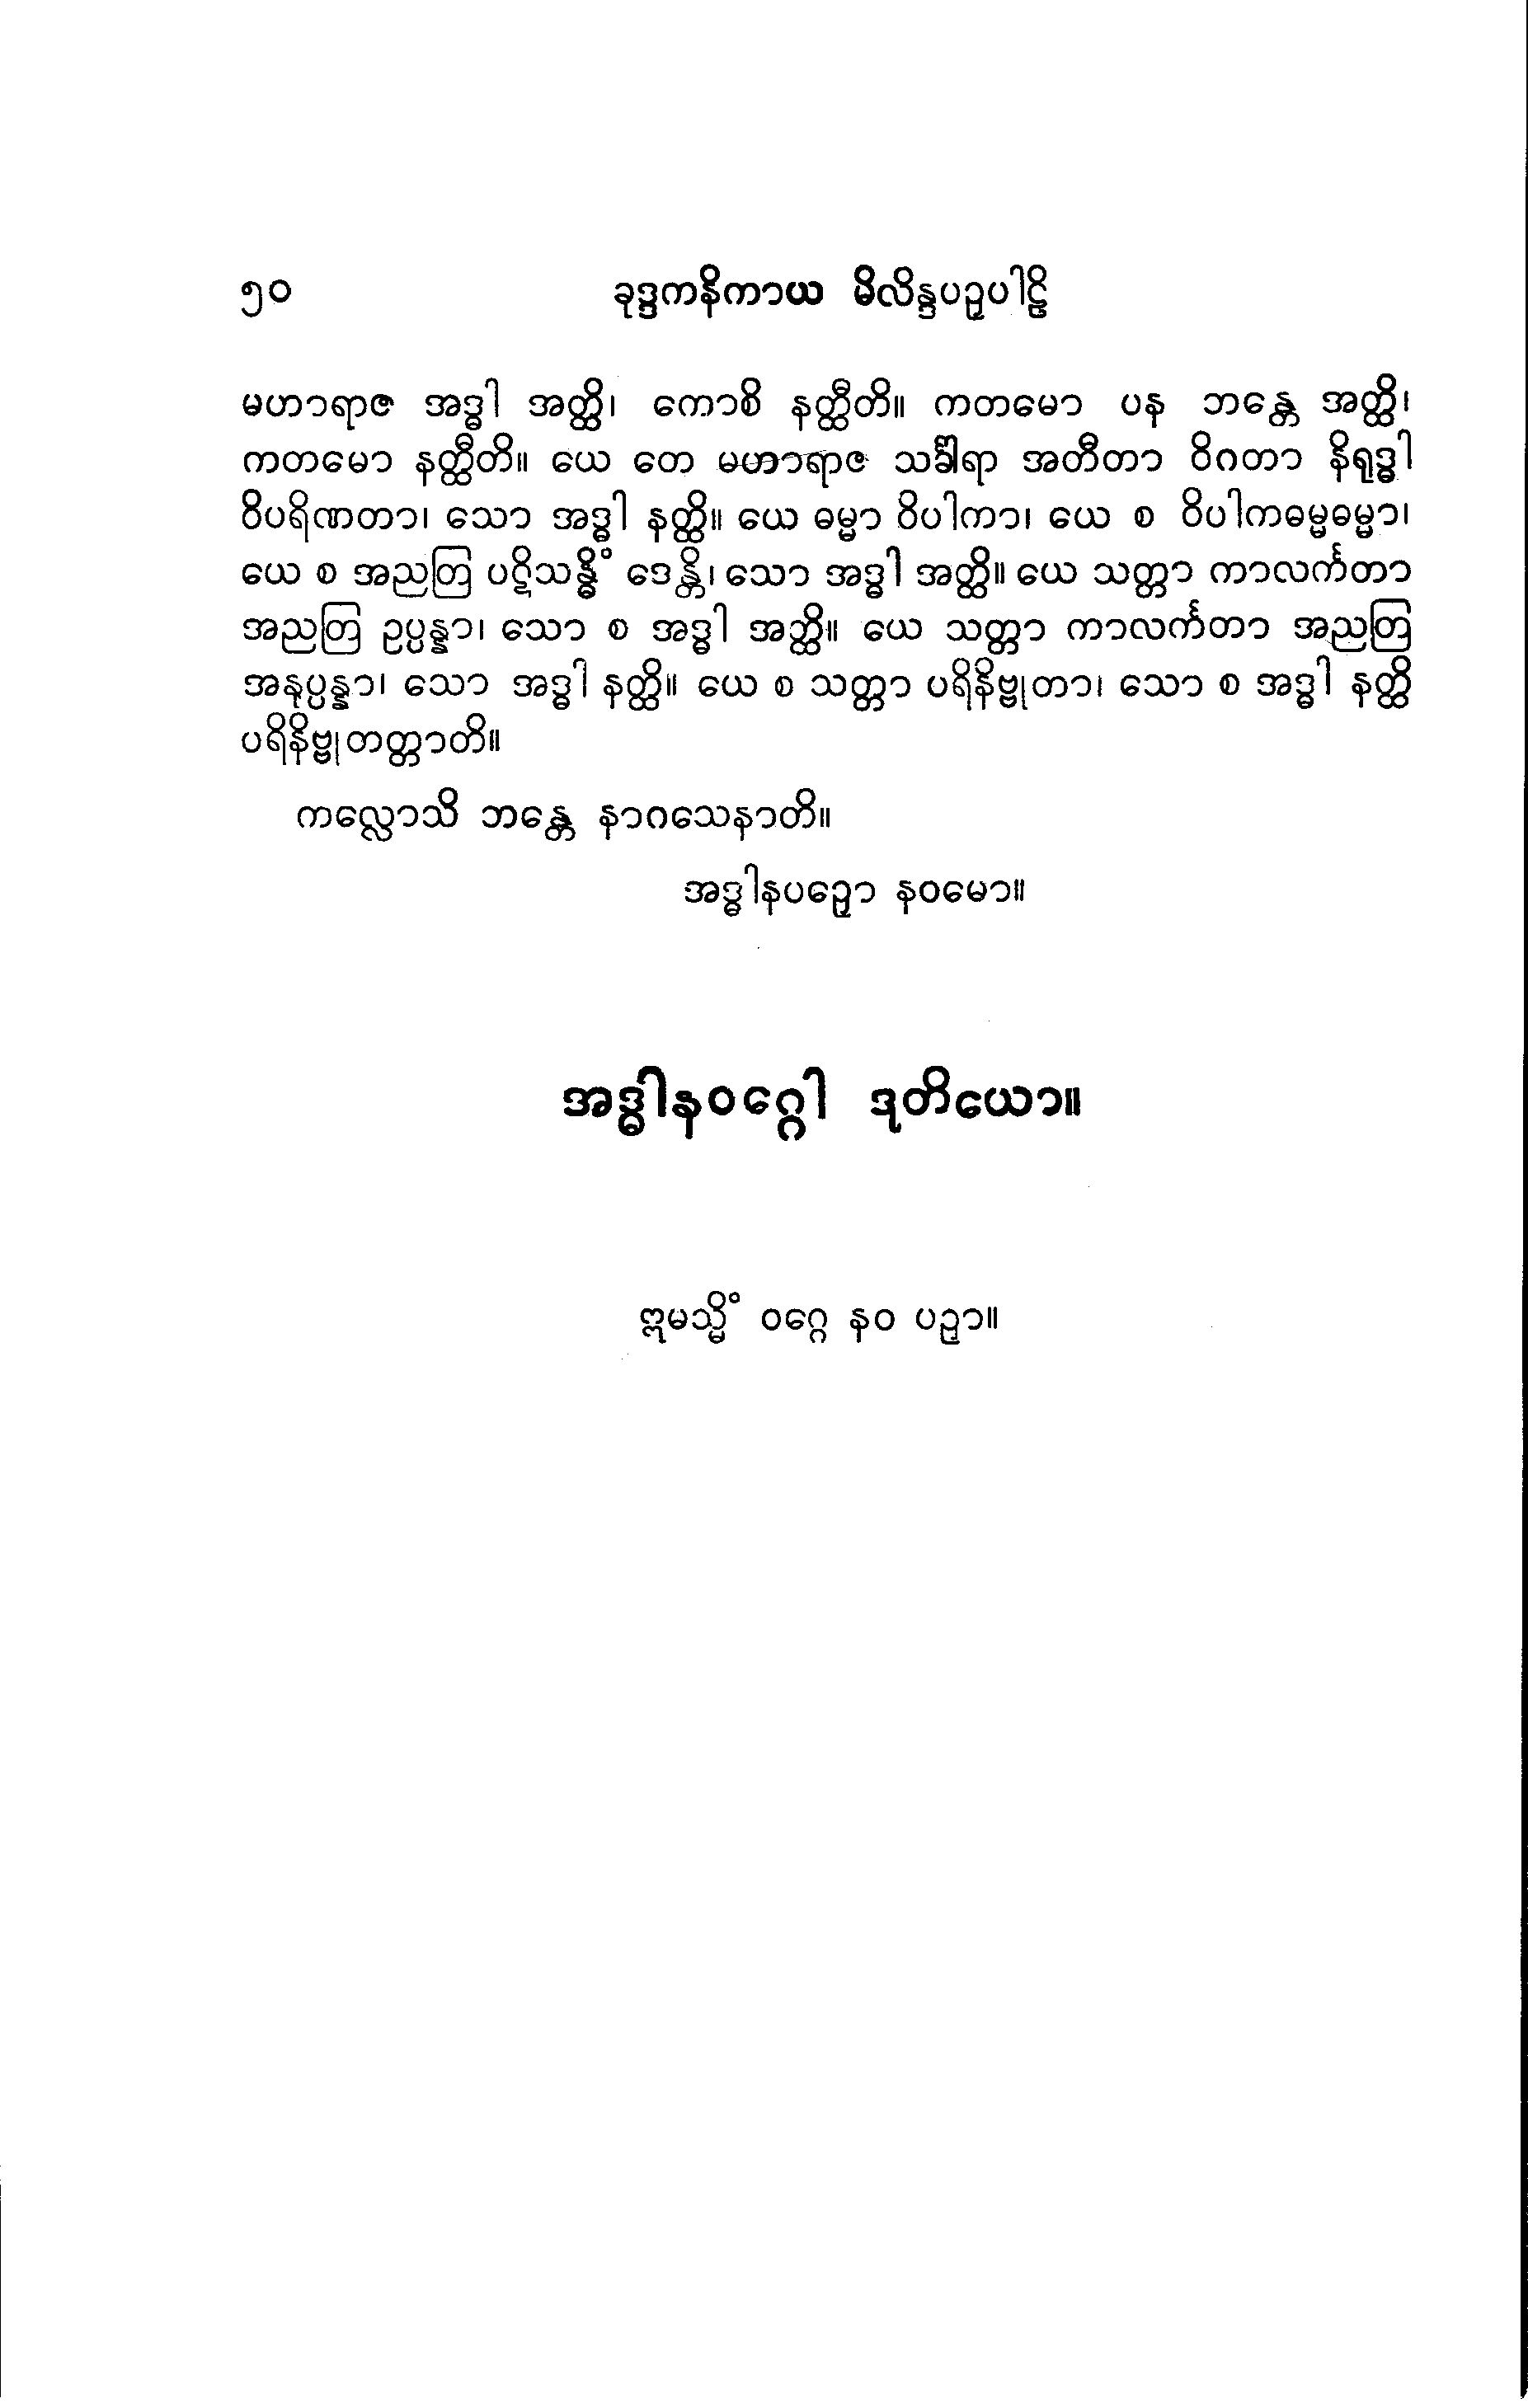 ၅၀ ခုဒ္ဒကနိကာယ မိလိန္ဒပဉှပါဠိ
မဟာရာဇ အဒ္ဓါ အတ္ထိ၊ ကောစိ နတ္ထီတိ။ ကတမော ပန ဘန္တေ အတ္ထိ၊
ကတမော နတ္ထီတိ။ ယေ တေ မဟာရာဇ သင်္ခါရာ အတီတာ ဝိဂတာ နိရုဒ္ဓါ
ဝိပရိဏတာ၊ သော အဒ္ဓါ နတ္ထိ။ ယေ ဓမ္မာ ဝိပါကာ၊ ယေ စ ဝိပါကဓမ္မဓမ္မာ၊
ယေ စ အညတြ ပဋိသန္ဓိံ ဒေန္တိ၊ သော အဒ္ဓါ အတ္ထိ။ ယေ သတ္တာ ကာလင်္ကတာ
အညတြ ဥပ္ပန္နာ၊ သော စ အဒ္ဓါ အတ္ထိ။ ယေ သတ္တာ ကာလင်္ကတာ အညတြ
အနုပ္ပန္နာ၊ သော အဒ္ဓါ နတ္ထိ။ ယေ စ သတ္တာ ပရိနိဗ္ဗုတာ၊ သော စ အဒ္ဓါ နတ္ထိ
ပရိနိဗ္ဗုတတ္တာတိ။
ကလ္လောသိ ဘန္တေ နာဂသေနာတိ။
အဒ္ဓါနပဉှော နဝမော။
အဒ္ဓါနဝဂ္ဂေါ ဒုတိယော။
ဣမသ္မိံ ဝဂ္ဂေ နဝ ပဉှာ။